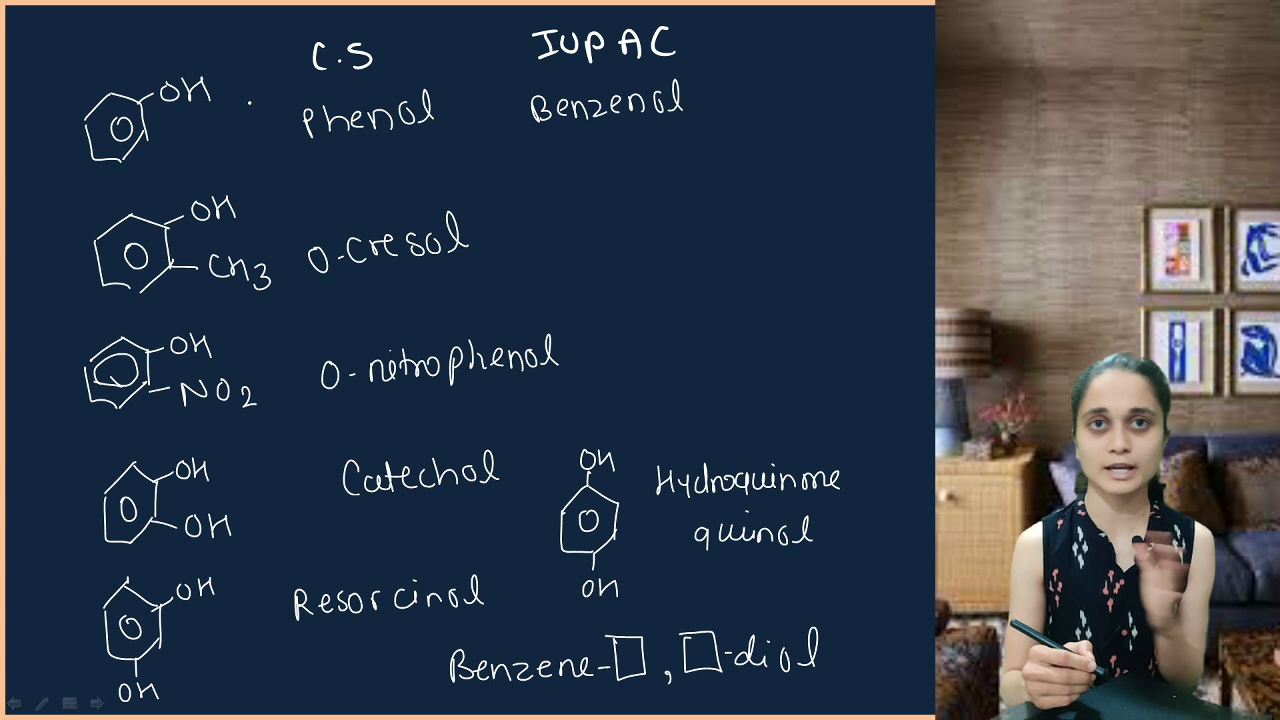 C.S IUPAC
OH Phenol Benzenol
OH
CH3 O-Cresol
OH
NO2 O-nitrophenol
OH Catechol OH Hydroquinone
OH quinol
OH Resorcinol OH
OH Benzene-□,□-diol